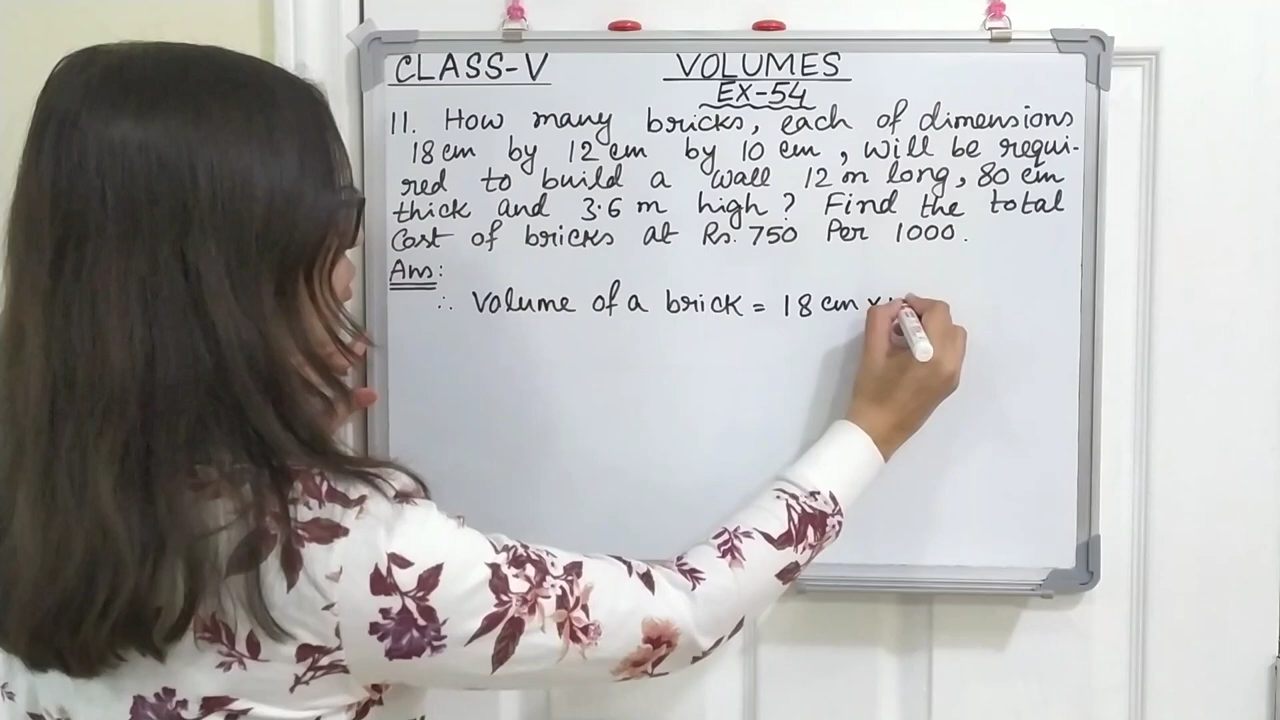 CLASS-V VOLUMES
EX-54
11. How many bricks, each of dimensions
18 cm by 12 cm by 10 cm, will be requi-
red to build a wall 12 m long, 80 cm
thick and 3.6 m high? Find the total
Cost of bricks at Rs. 750 Per 1000.
Ans:
∴ Volume of a brick = 18 cm x